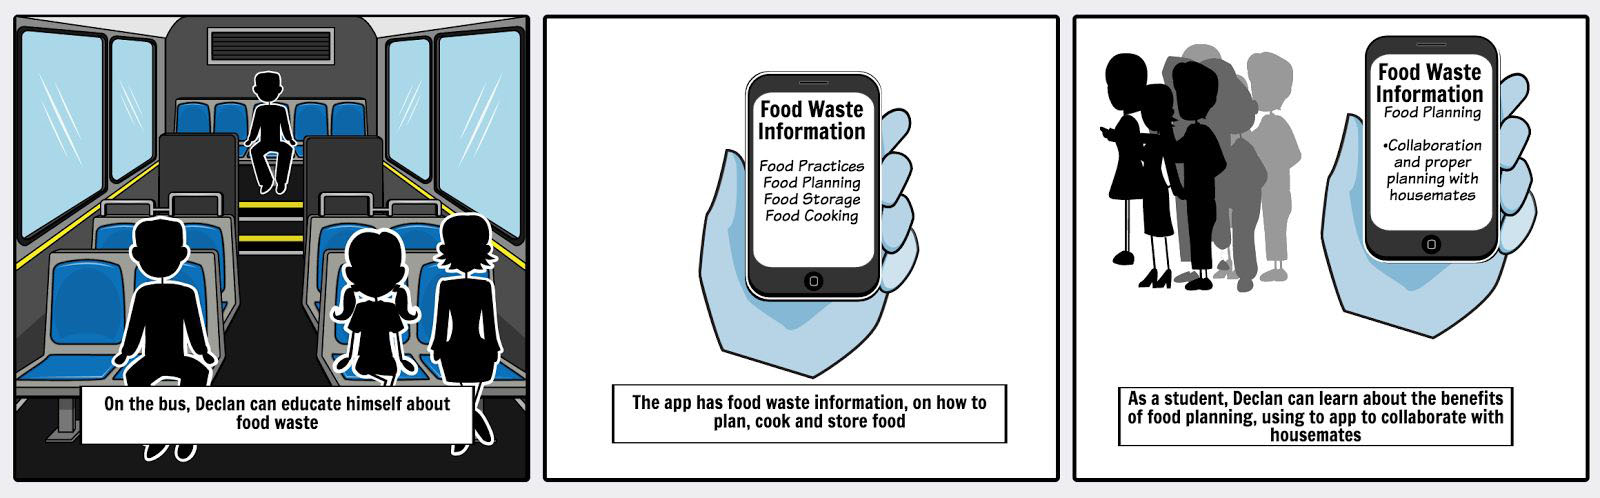 On the bus, Declan can educate himself about
food waste
Food Waste
Information
Food Practices
Food Planning
Food Storage
Food Cooking
The app has food waste information, on how to
plan, cook and store food
Food Waste
Information
Food Planning
•Collaboration
and proper
planning with
housemates
As a student, Declan can learn about the benefits
of food planning, using to app to collaborate with
housemates